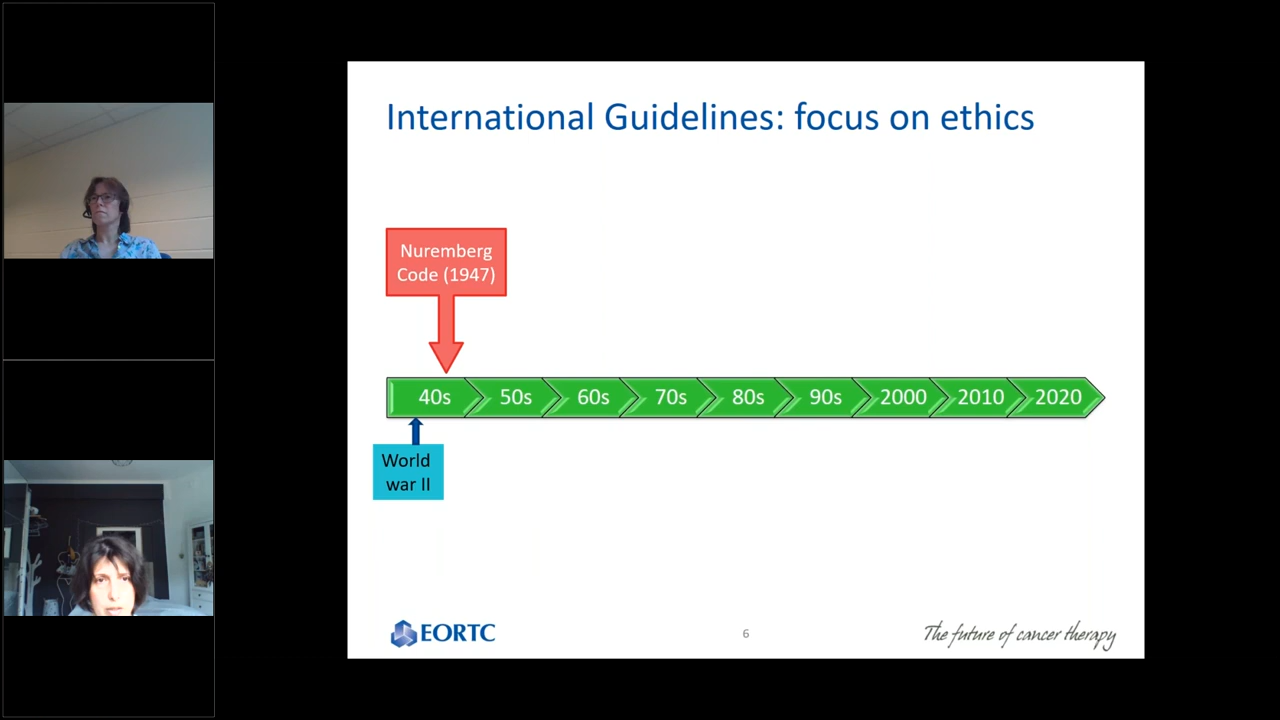 International Guidelines: focus on ethics
Nuremberg
Code (1947)
40s
50s
60s
70s
80s
90s
2000
2010
2020
World
war II
EORTC
6
The future of cancer therapy